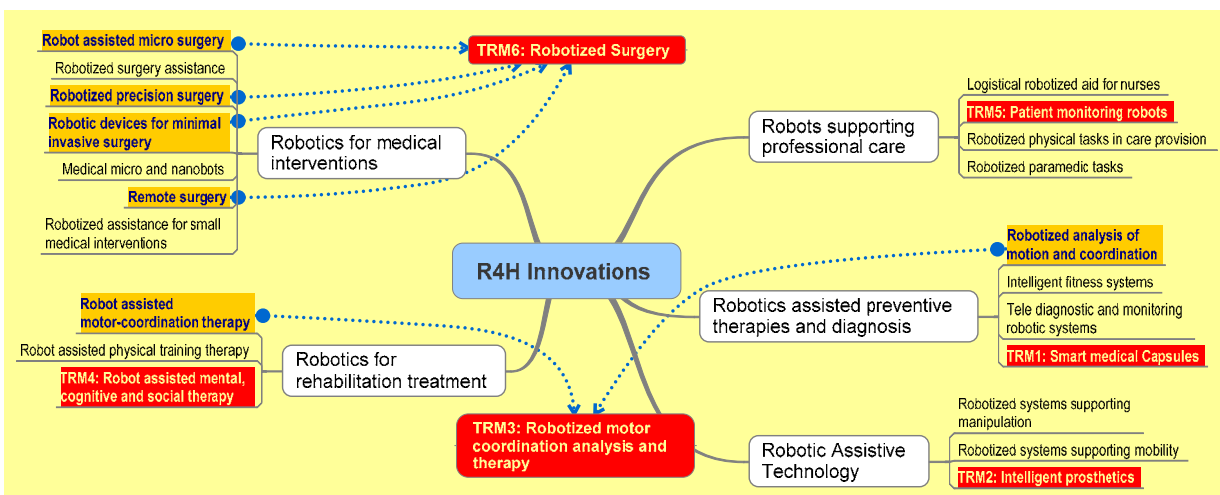 Robot assisted micro surgery
Robotized surgery assistance
Robotized precision surgery
Robotic devices for minimal
invasive surgery
Medical micro and nanobots
Remote surgery
Robotized assistance for small
medical interventions
Robotics for medical
interventions
TRM6: Robotized Surgery
Robots supporting
professional care
Logistical robotized aid for nurses
TRM5: Patient monitoring robots
Robotized physical tasks in care provision
Robotized paramedic tasks
R4H Innovations
Robotics assisted preventive
therapies and diagnosis
Robotized analysis of
motion and coordination
Intelligent fitness systems
Tele diagnostic and monitoring
robotic systems
TRM1: Smart medical Capsules
Robot assisted
motor-coordination therapy
Robot assisted physical training therapy
TRM4: Robot assisted mental,
cognitive and social therapy
Robotics for
rehabilitation treatment
TRM3: Robotized motor
coordination analysis and
therapy
Robotic Assistive
Technology
Robotized systems supporting
manipulation
Robotized systems supporting mobility
TRM2: Intelligent prosthetics